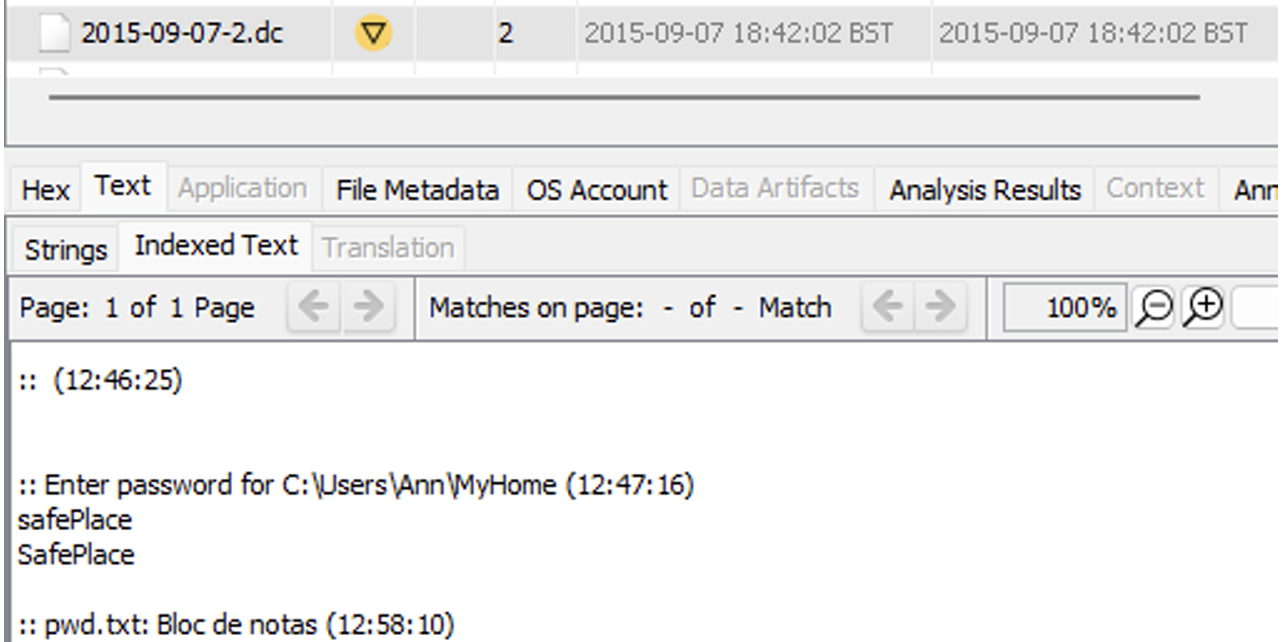 2015-09-07-2.dc 2 2015-09-07 18:42:02 BST 2015-09-07 18:42:02 BST
Hex Text Application File Metadata OS Account Data Artifacts Analysis Results Context Ann
Strings Indexed Text Translation
Page: 1 of 1 Page Matches on page: - of - Match 100%
:: (12:46:25)
:: Enter password for C:\Users\Ann\MyHome (12:47:16)
safePlace
SafePlace
:: pwd.txt: Bloc de notas (12:58:10)